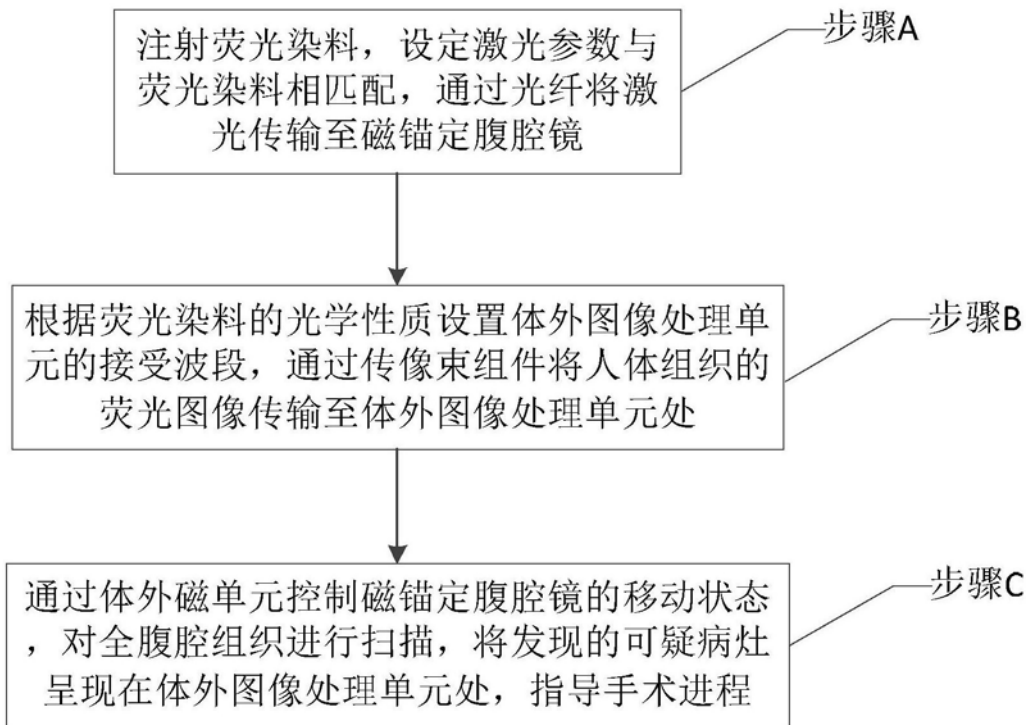 注射荧光染料，设定激光参数与
荧光染料相匹配，通过光纤将激
光传输至磁锚定腹腔镜
步骤A
根据荧光染料的光学性质设置体外图像处理单
元的接受波段，通过传像束组件将人体组织的
荧光图像传输至体外图像处理单元处
步骤B
通过体外磁单元控制磁锚定腹腔镜的移动状态
，对全腹腔组织进行扫描，将发现的可疑病灶
呈现在体外图像处理单元处，指导手术进程
步骤C